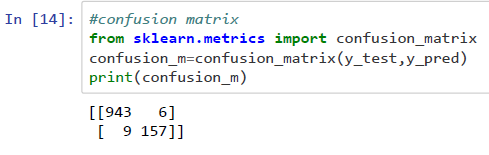 In [14]: #confusion matrix
from sklearn.metrics import confusion_matrix
confusion_m=confusion_matrix(y_test,y_pred)
print(confusion_m)
[[943   6]
 [  9 157]]